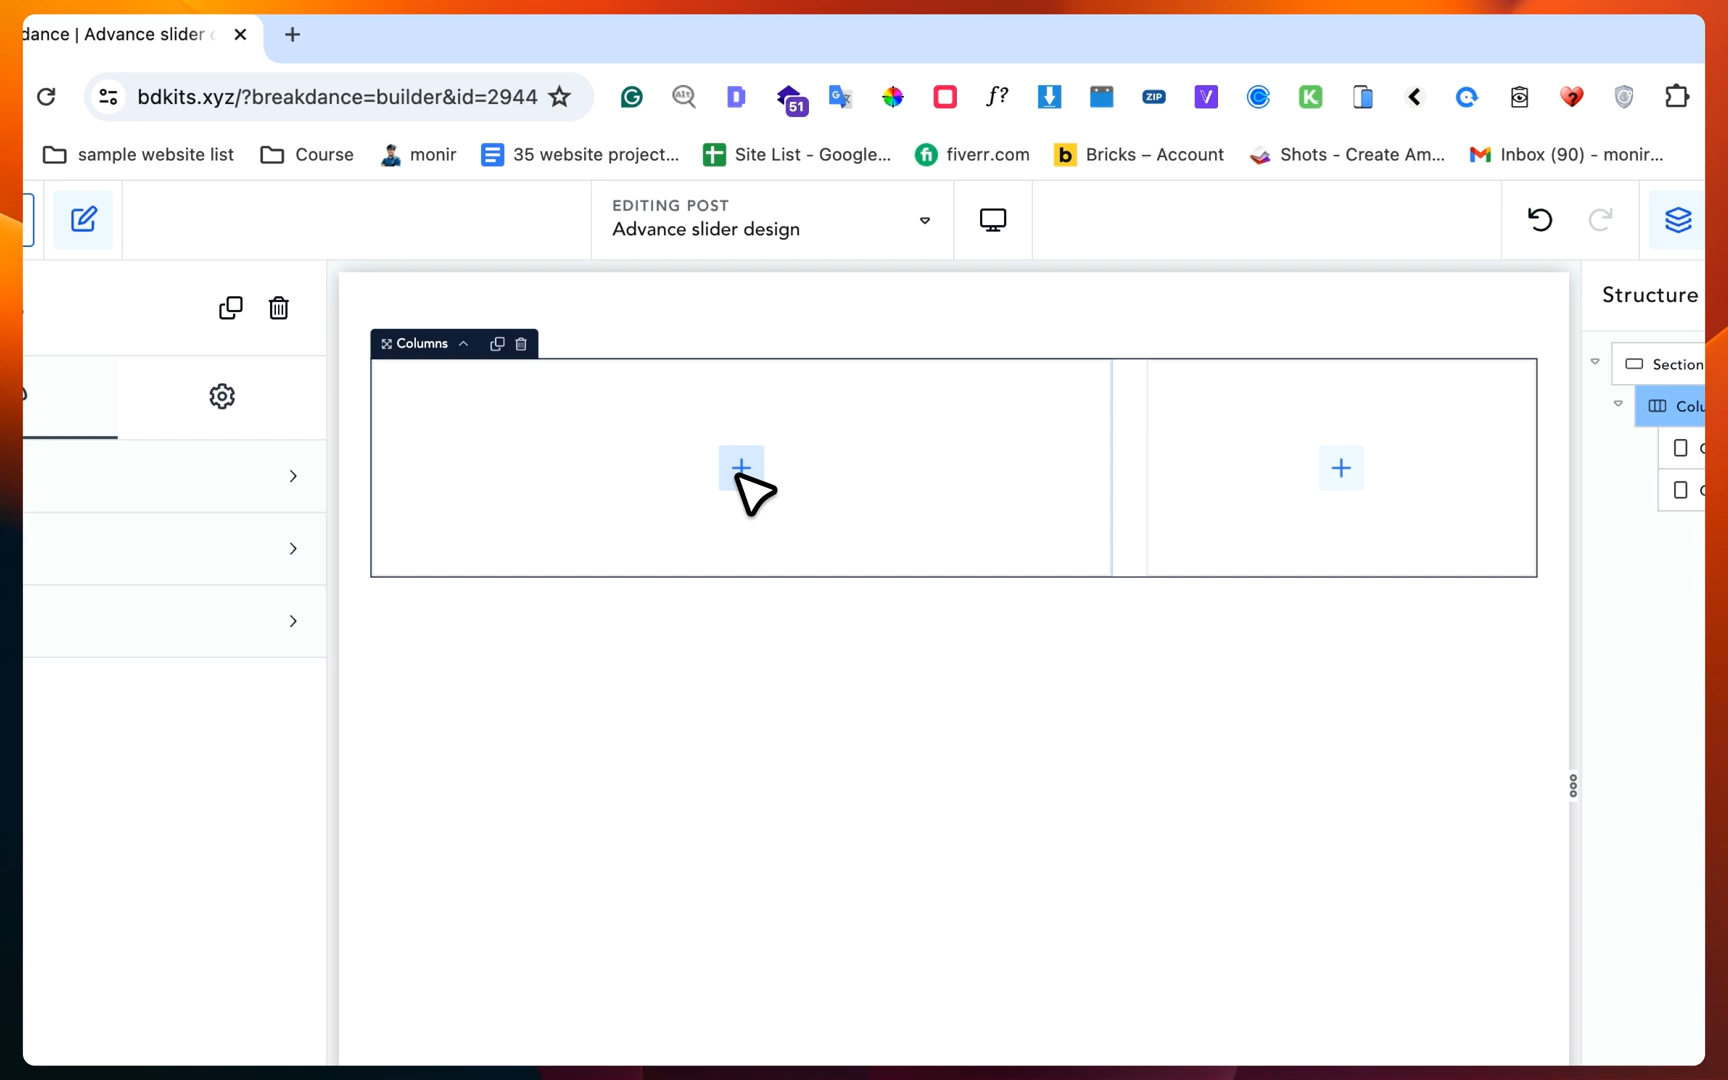 dance | Advance slider
bdkits.xyz/?breakdance=builder&id=2944
51
f?
ZIP
sample website list
Course
monir
35 website project...
Site List - Google...
fiverr.com
Bricks – Account
Shots - Create Am...
Inbox (90) - monir...
EDITING POST
Advance slider design
Structure
Columns
Section
Colu